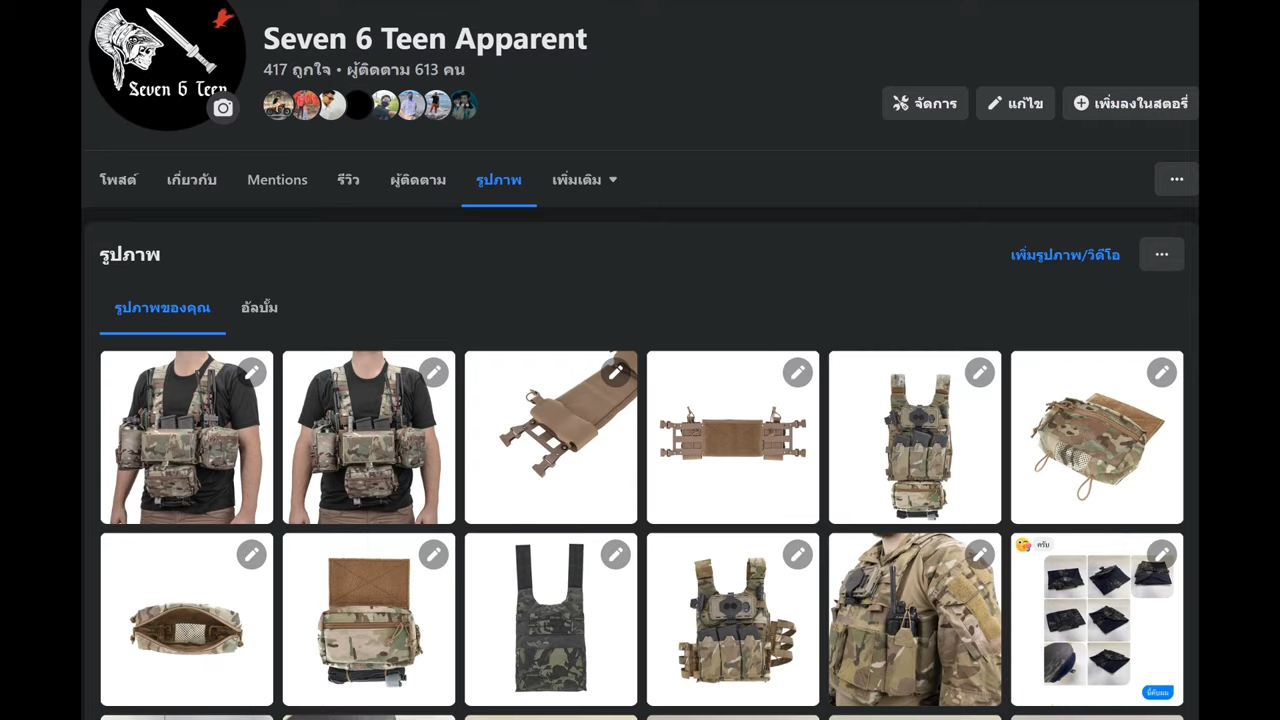 Seven 6 Teen
Seven 6 Teen Apparent
417 ถูกใจ • ผู้ติดตาม 613 คน
จัดการ
แก้ไข
เพิ่มลงในสตอรี่
โพสต์
เกี่ยวกับ
Mentions
รีวิว
ผู้ติดตาม
รูปภาพ
เพิ่มเติม
รูปภาพ
เพิ่มรูปภาพ/วิดีโอ
รูปภาพของคุณ
อัลบั้ม
ครับ